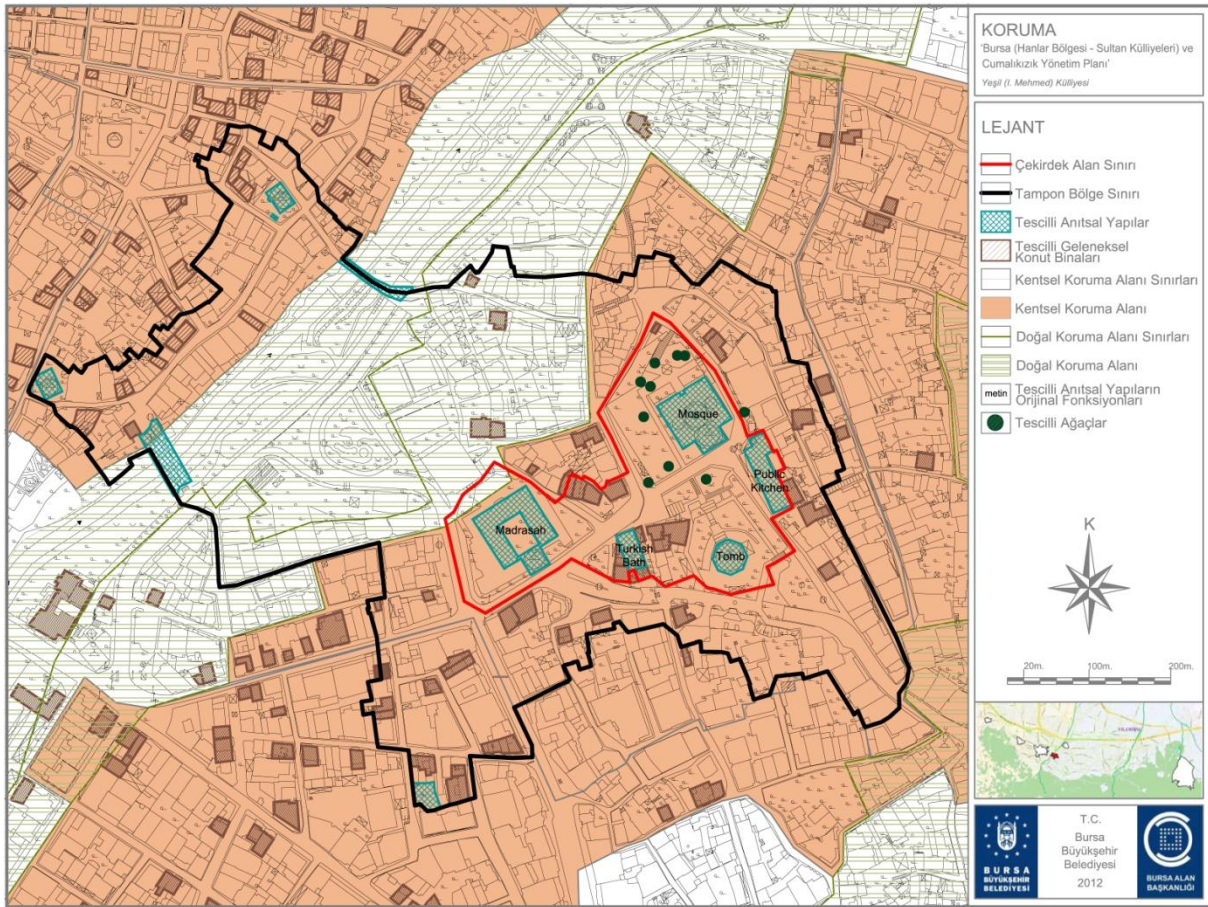 KORUMA
'Bursa (Hanlar Bölgesi - Sultan Külliyeleri) ve
Cumalıkızık Yönetim Planı'
Yeşil (I. Mehmed) Külliyesi
LEJANT
Çekirdek Alan Sınırı
Tampon Bölge Sınırı
Tescilli Anıtsal Yapılar
Tescilli Geleneksel
Konut Binaları
Kentsel Koruma Alanı Sınırları
Kentsel Koruma Alanı
Doğal Koruma Alanı Sınırları
Doğal Koruma Alanı
metin
Tescilli Anıtsal Yapıların
Orijinal Fonksiyonları
Tescilli Ağaçlar
Mosque
Public
Kitchen
Madrasah
Turkish
Bath
Tomb
K
20m. 100m. 200m.
BURSA
BÜYÜKŞEHİR
BELEDİYESİ
T.C.
Bursa
Büyükşehir
Belediyesi
2012
BURSA ALAN
BAŞKANLIĞI